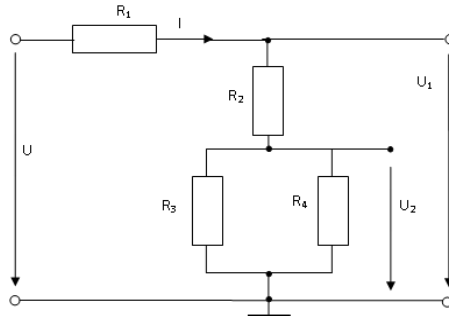 R₁
I
R₂
U₁
U
R₃
R₄
U₂